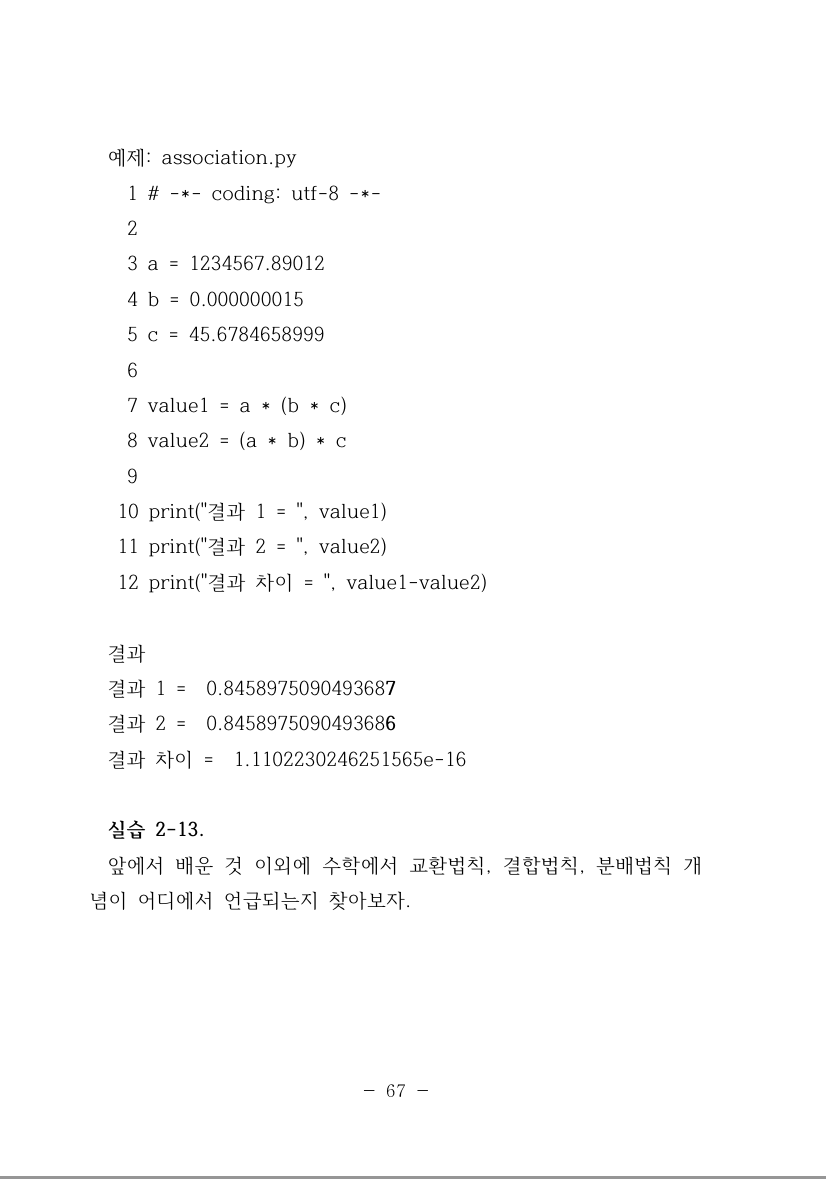 예제: association.py
1 # -*- coding: utf-8 -*-
2
3 a = 1234567.89012
4 b = 0.000000015
5 c = 45.6784658999
6
7 value1 = a * (b * c)
8 value2 = (a * b) * c
9
10 print("결과 1 = ", value1)
11 print("결과 2 = ", value2)
12 print("결과 차이 = ", value1-value2)
결과
결과 1 =  0.8458975090493687
결과 2 =  0.8458975090493686
결과 차이 =  1.1102230246251565e-16
실습 2-13.
앞에서 배운 것 이외에 수학에서 교환법칙, 결합법칙, 분배법칙 개
념이 어디에서 언급되는지 찾아보자.
- 67 -